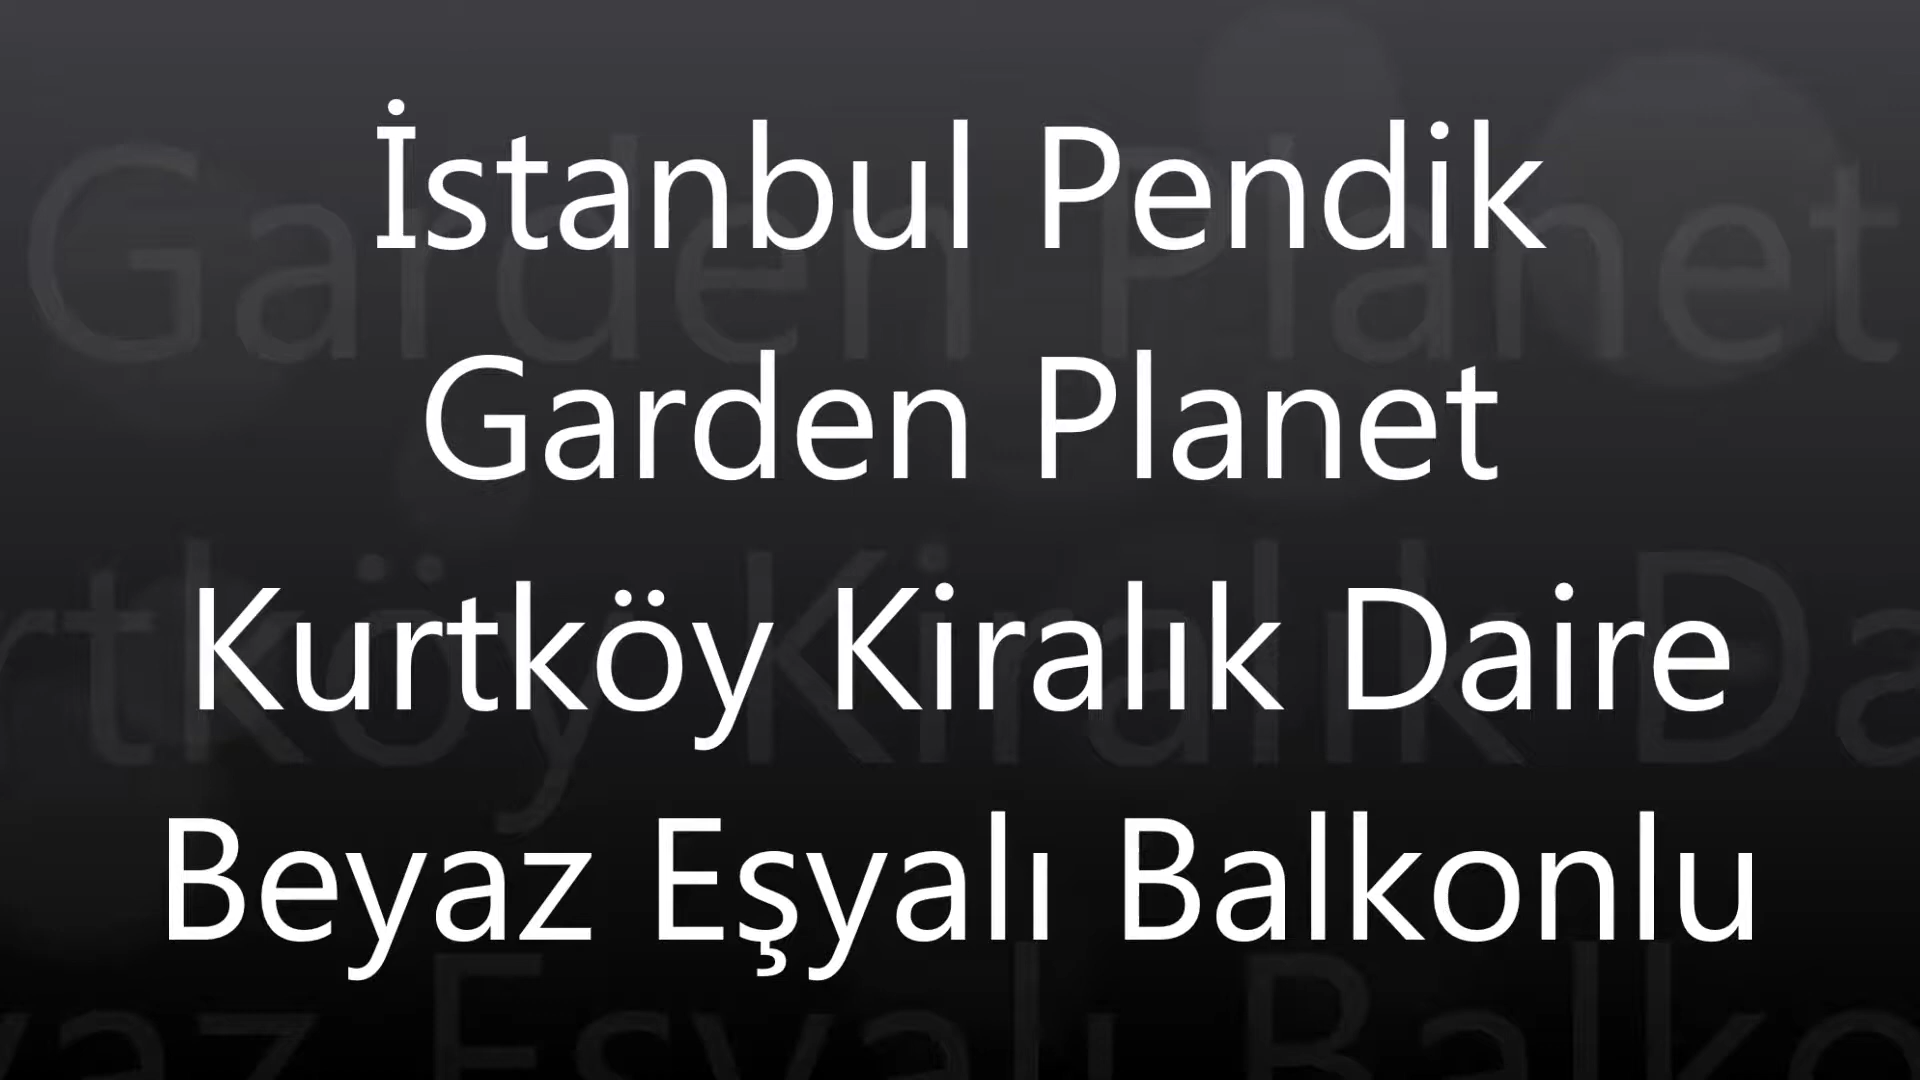 İstanbul Pendik
Garden Planet
Kurtköy Kiralık Daire
Beyaz Eşyalı Balkonlu